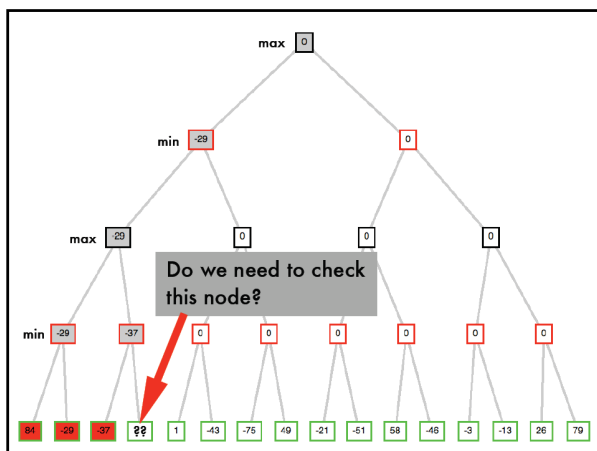 max 0
min -29 0
max -29 0 0 0
Do we need to check
this node?
min -29 -37 0 0 0 0 0 0
84 -29 -37 ?? 1 -43 -75 49 -21 -51 58 -46 -3 -13 26 79